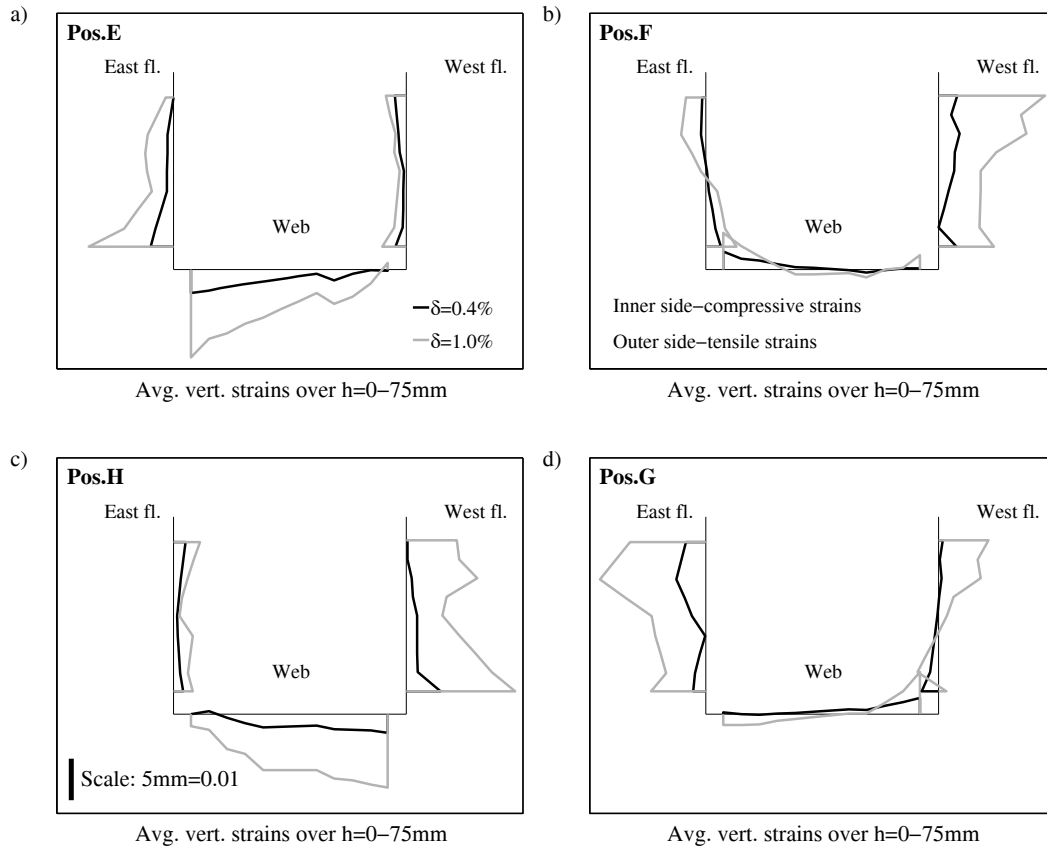 a)
Pos.E
East fl.
West fl.
Web
δ=0.4%
δ=1.0%
Avg. vert. strains over h=0−75mm
b)
Pos.F
East fl.
West fl.
Web
Inner side−compressive strains
Outer side−tensile strains
Avg. vert. strains over h=0−75mm
c)
Pos.H
East fl.
West fl.
Web
Scale: 5mm=0.01
Avg. vert. strains over h=0−75mm
d)
Pos.G
East fl.
West fl.
Web
Avg. vert. strains over h=0−75mm